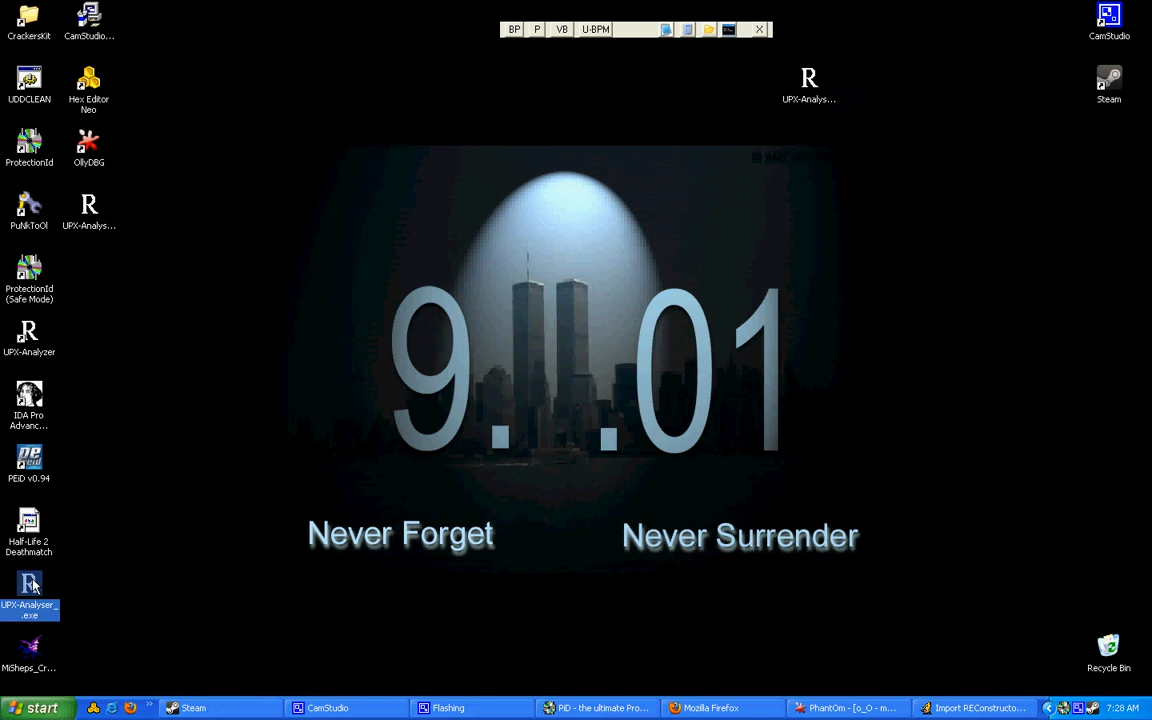 CrackersKit
CamStudio...
BP P VB U-BPM X
CamStudio
UDDCLEAN
Hex Editor
Neo
R
UPX-Analys...
Steam
ProtectionId
OllyDBG
PuNkToOl
R
UPX-Analys...
ProtectionId
(Safe Mode)
R
UPX-Analyzer
9. .01
IDA Pro
Advanc...
PEiD v0.94
Never Forget
Never Surrender
Half-Life 2
Deathmatch
R
UPX-Analyser_
.exe
MiSheps_Cr...
Recycle Bin
start
Steam
CamStudio
Flashing
PiD - the ultimate Pro...
Mozilla Firefox
PhantOm - [o_O - m...
Import REConstructo...
7:28 AM